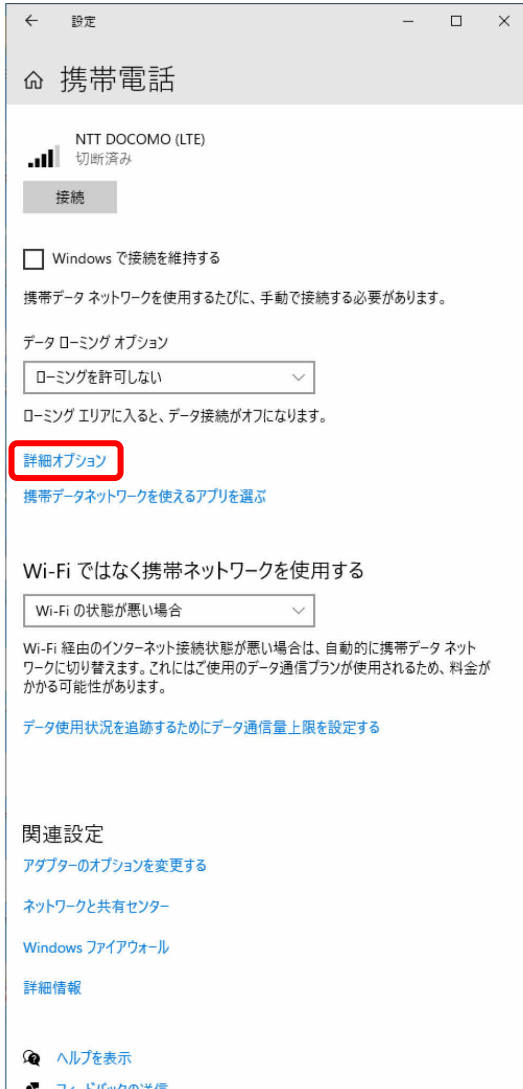 設定
携帯電話
NTT DOCOMO (LTE)
切断済み
接続
Windows で接続を維持する
携帯データ ネットワークを使用するたびに、手動で接続する必要があります。
データ ローミング オプション
ローミングを許可しない
ローミング エリアに入ると、データ接続がオフになります。
詳細オプション
携帯データネットワークを使えるアプリを選ぶ
Wi-Fi ではなく携帯ネットワークを使用する
Wi-Fi の状態が悪い場合
Wi-Fi 経由のインターネット接続状態が悪い場合は、自動的に携帯データ ネット
ワークに切り替えます。これにはご使用のデータ通信プランが使用されるため、料金が
かかる可能性があります。
データ使用状況を追跡するためにデータ通信量上限を設定する
関連設定
アダプターのオプションを変更する
ネットワークと共有センター
Windows ファイアウォール
詳細情報
ヘルプを表示
フィードバックの送信